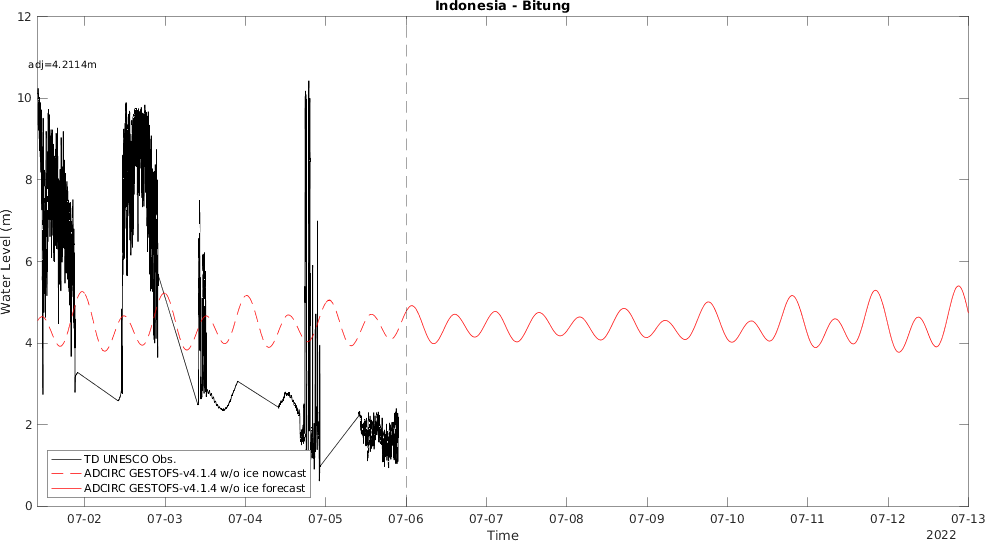 Indonesia - Bitung
adj=4.2114m
Water Level (m)
12
10
8
6
4
2
0
TD UNESCO Obs.
ADCIRC GESTOFS-v4.1.4 w/o ice nowcast
ADCIRC GESTOFS-v4.1.4 w/o ice forecast
07-02 07-03 07-04 07-05 07-06 07-07 07-08 07-09 07-10 07-11 07-12 07-13
Time
2022